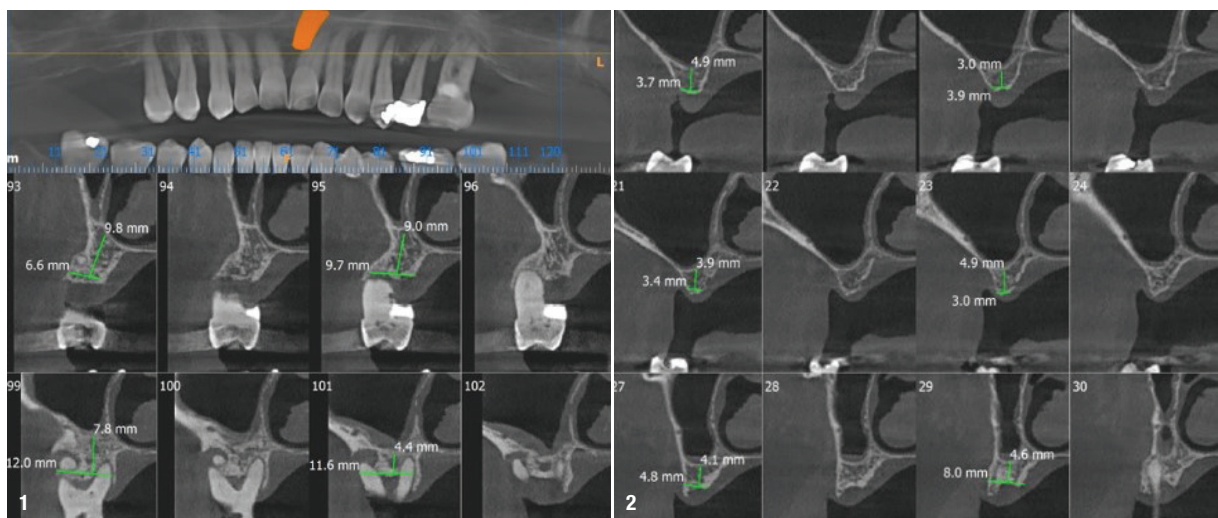 L
m
11 21 31 41 51 61 71 81 91 101 111 120
93 94 95 96
9.8 mm
6.6 mm
9.0 mm
9.7 mm
99 100 101 102
7.8 mm
12.0 mm
4.4 mm
11.6 mm
1
4.9 mm
3.7 mm
3.0 mm
3.9 mm
21 22 23 24
3.9 mm
3.4 mm
4.9 mm
3.0 mm
27 28 29 30
4.1 mm
4.8 mm
4.6 mm
8.0 mm
2